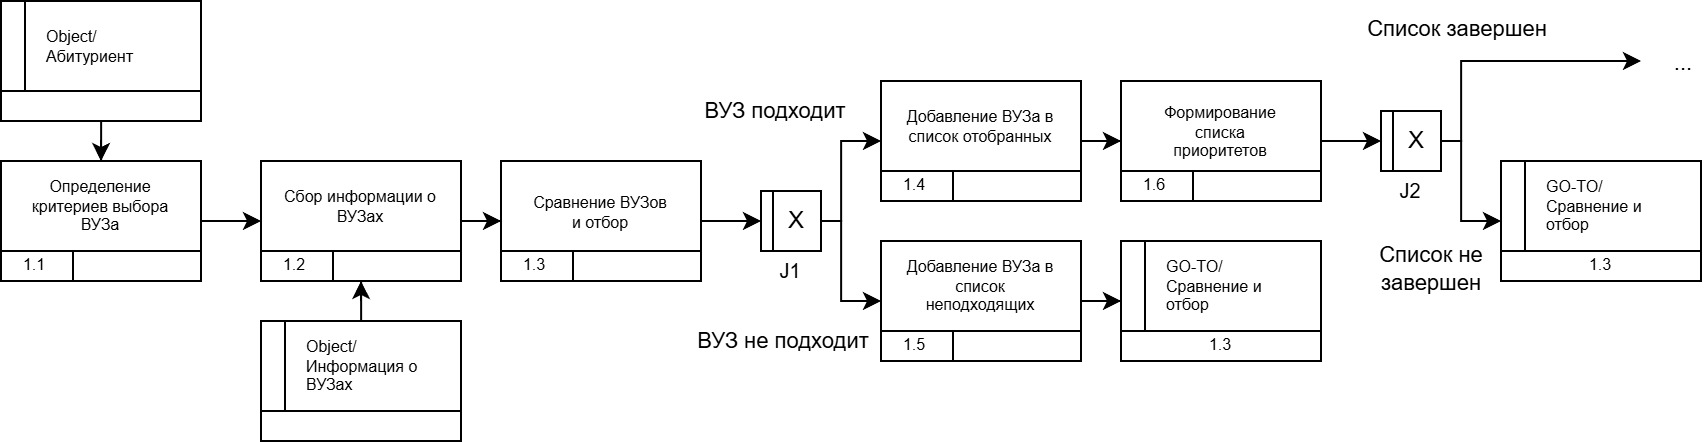 Object/
Абитуриент
Определение
критериев выбора
ВУЗа
1.1
Сбор информации о
ВУЗах
1.2
Object/
Информация о
ВУЗах
Сравнение ВУЗов
и отбор
1.3
X
J1
ВУЗ подходит
ВУЗ не подходит
Добавление ВУЗа в
список отобранных
1.4
Добавление ВУЗа в
список
неподходящих
1.5
Формирование
списка
приоритетов
1.6
GO-TO/
Сравнение и
отбор
1.3
X
J2
Список завершен
...
Список не
завершен
GO-TO/
Сравнение и
отбор
1.3